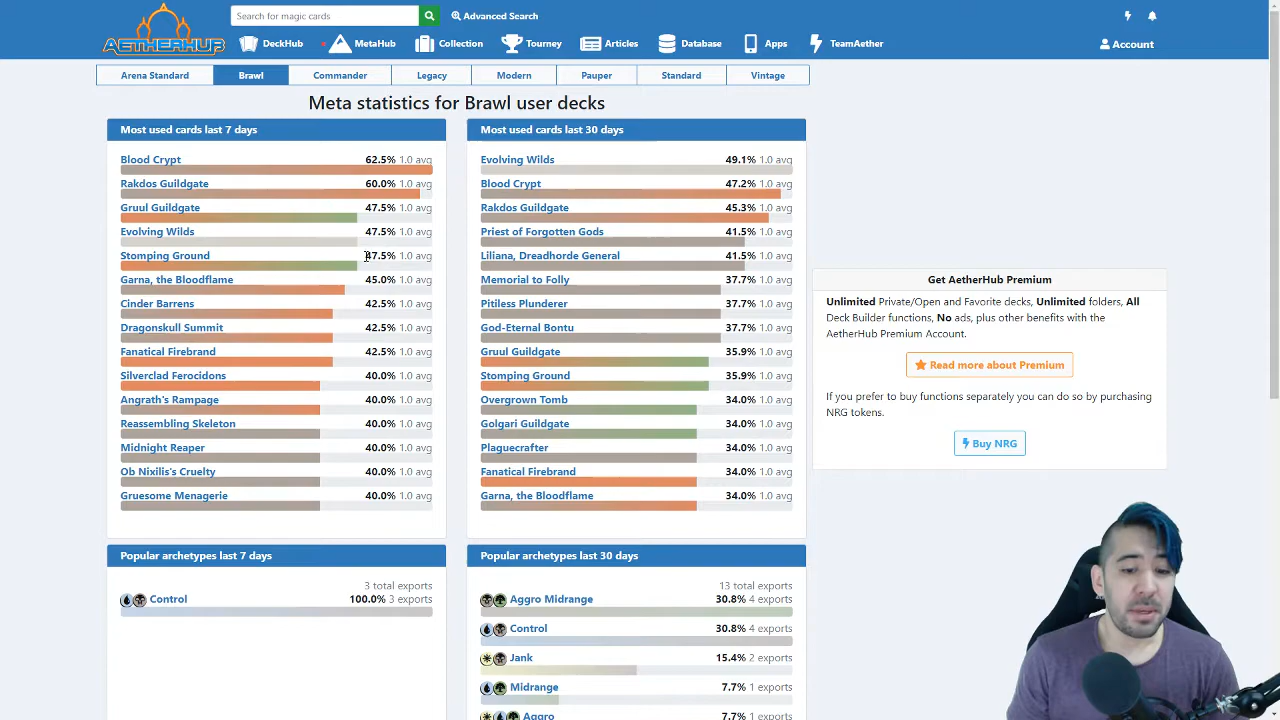 AETHERHUB
Search for magic cards
Advanced Search
DeckHub
MetaHub
Collection
Tourney
Articles
Database
Apps
TeamAether
Account
Arena Standard
Brawl
Commander
Legacy
Modern
Pauper
Standard
Vintage
Meta statistics for Brawl user decks
Most used cards last 7 days
Blood Crypt 62.5% 1.0 avg
Rakdos Guildgate 60.0% 1.0 avg
Gruul Guildgate 47.5% 1.0 avg
Evolving Wilds 47.5% 1.0 avg
Stomping Ground 47.5% 1.0 avg
Garna, the Bloodflame 45.0% 1.0 avg
Cinder Barrens 42.5% 1.0 avg
Dragonskull Summit 42.5% 1.0 avg
Fanatical Firebrand 42.5% 1.0 avg
Silverclad Ferocidons 40.0% 1.0 avg
Angrath's Rampage 40.0% 1.0 avg
Reassembling Skeleton 40.0% 1.0 avg
Midnight Reaper 40.0% 1.0 avg
Ob Nixilis's Cruelty 40.0% 1.0 avg
Gruesome Menagerie 40.0% 1.0 avg
Most used cards last 30 days
Evolving Wilds 49.1% 1.0 avg
Blood Crypt 47.2% 1.0 avg
Rakdos Guildgate 45.3% 1.0 avg
Priest of Forgotten Gods 41.5% 1.0 avg
Liliana, Dreadhorde General 41.5% 1.0 avg
Memorial to Folly 37.7% 1.0 avg
Pitiless Plunderer 37.7% 1.0 avg
God-Eternal Bontu 37.7% 1.0 avg
Gruul Guildgate 35.9% 1.0 avg
Stomping Ground 35.9% 1.0 avg
Overgrown Tomb 34.0% 1.0 avg
Golgari Guildgate 34.0% 1.0 avg
Plaguecrafter 34.0% 1.0 avg
Fanatical Firebrand 34.0% 1.0 avg
Garna, the Bloodflame 34.0% 1.0 avg
Get AetherHub Premium
Unlimited Private/Open and Favorite decks, Unlimited folders, All
Deck Builder functions, No ads, plus other benefits with the
AetherHub Premium Account.
Read more about Premium
If you prefer to buy functions separately you can do so by purchasing
NRG tokens.
Buy NRG
Popular archetypes last 7 days
3 total exports
Control 100.0% 3 exports
Popular archetypes last 30 days
13 total exports
Aggro Midrange 30.8% 4 exports
Control 30.8% 4 exports
Jank 15.4% 2 exports
Midrange 7.7% 1 exports
Aggro 7.7% 1 exports